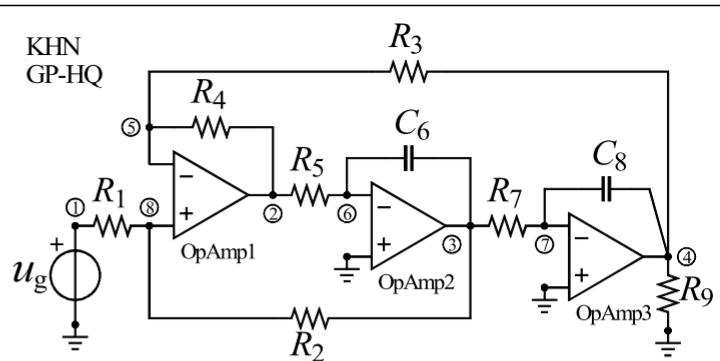 KHN
GP-HQ
R3
R4
C6
C8
⑤
R5
R7
−
① R1 ⑧
② ⑥
−
−
+
③ ⑦
④
+
OpAmp1
+
+
ug
OpAmp2
OpAmp3
R9
R2